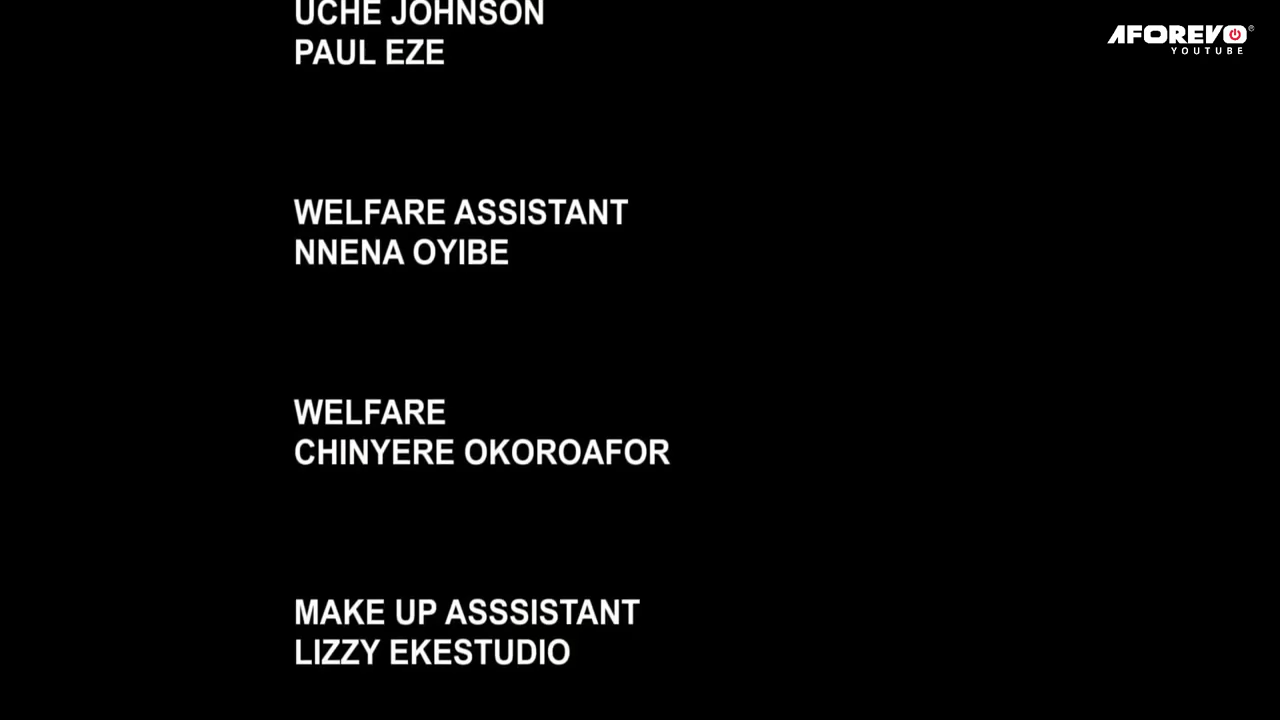 UCHE JOHNSON
PAUL EZE
AFOREVO®
YOUTUBE
WELFARE ASSISTANT
NNENA OYIBE
WELFARE
CHINYERE OKOROAFOR
MAKE UP ASSSISTANT
LIZZY EKESTUDIO